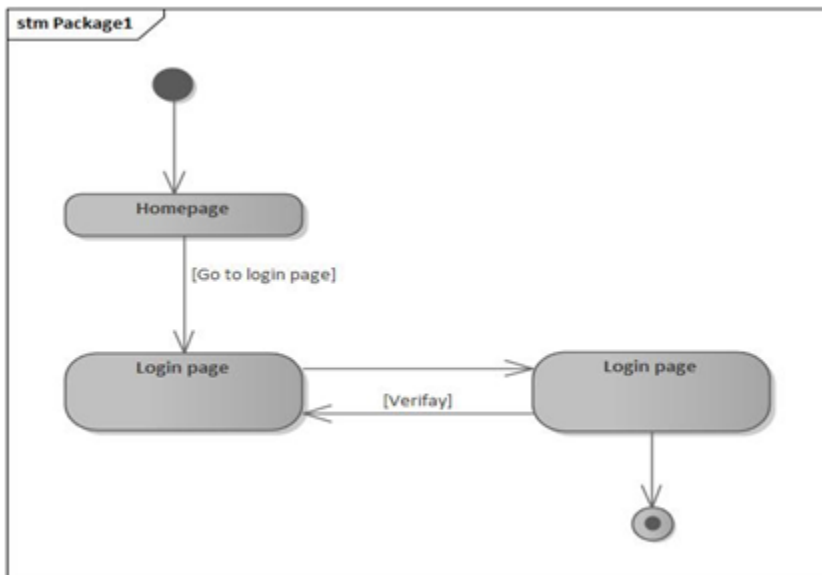 stm Package1
Homepage
[Go to login page]
Login page
Login page
[Verifay]